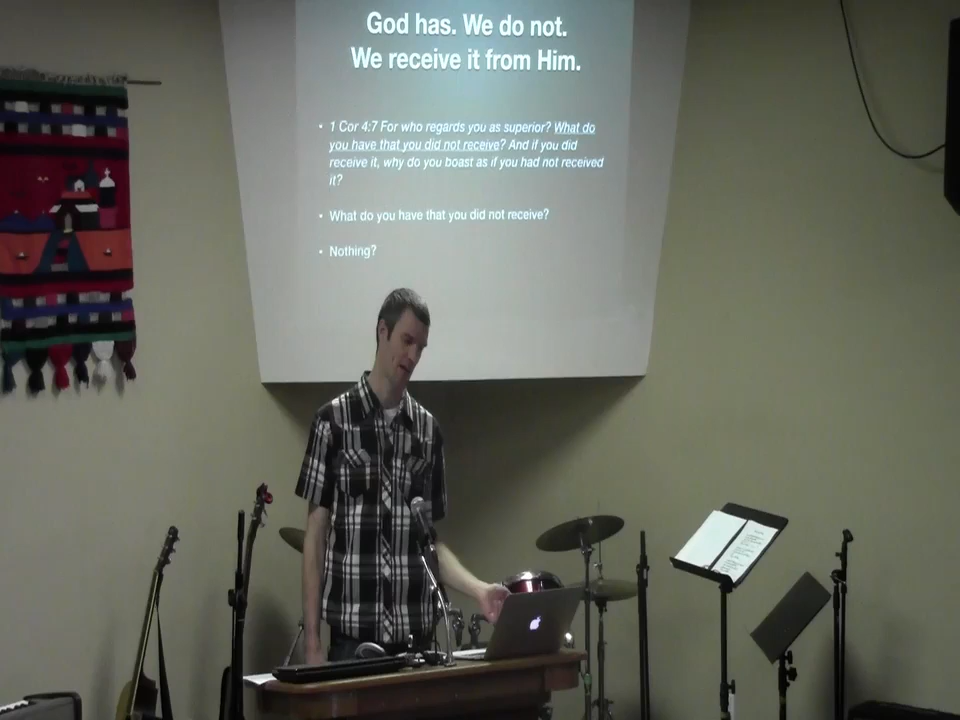 God has. We do not.
We receive it from Him.
• 1 Cor 4:7 For who regards you as superior? What do
you have that you did not receive? And if you did
receive it, why do you boast as if you had not received
it?
• What do you have that you did not receive?
• Nothing?